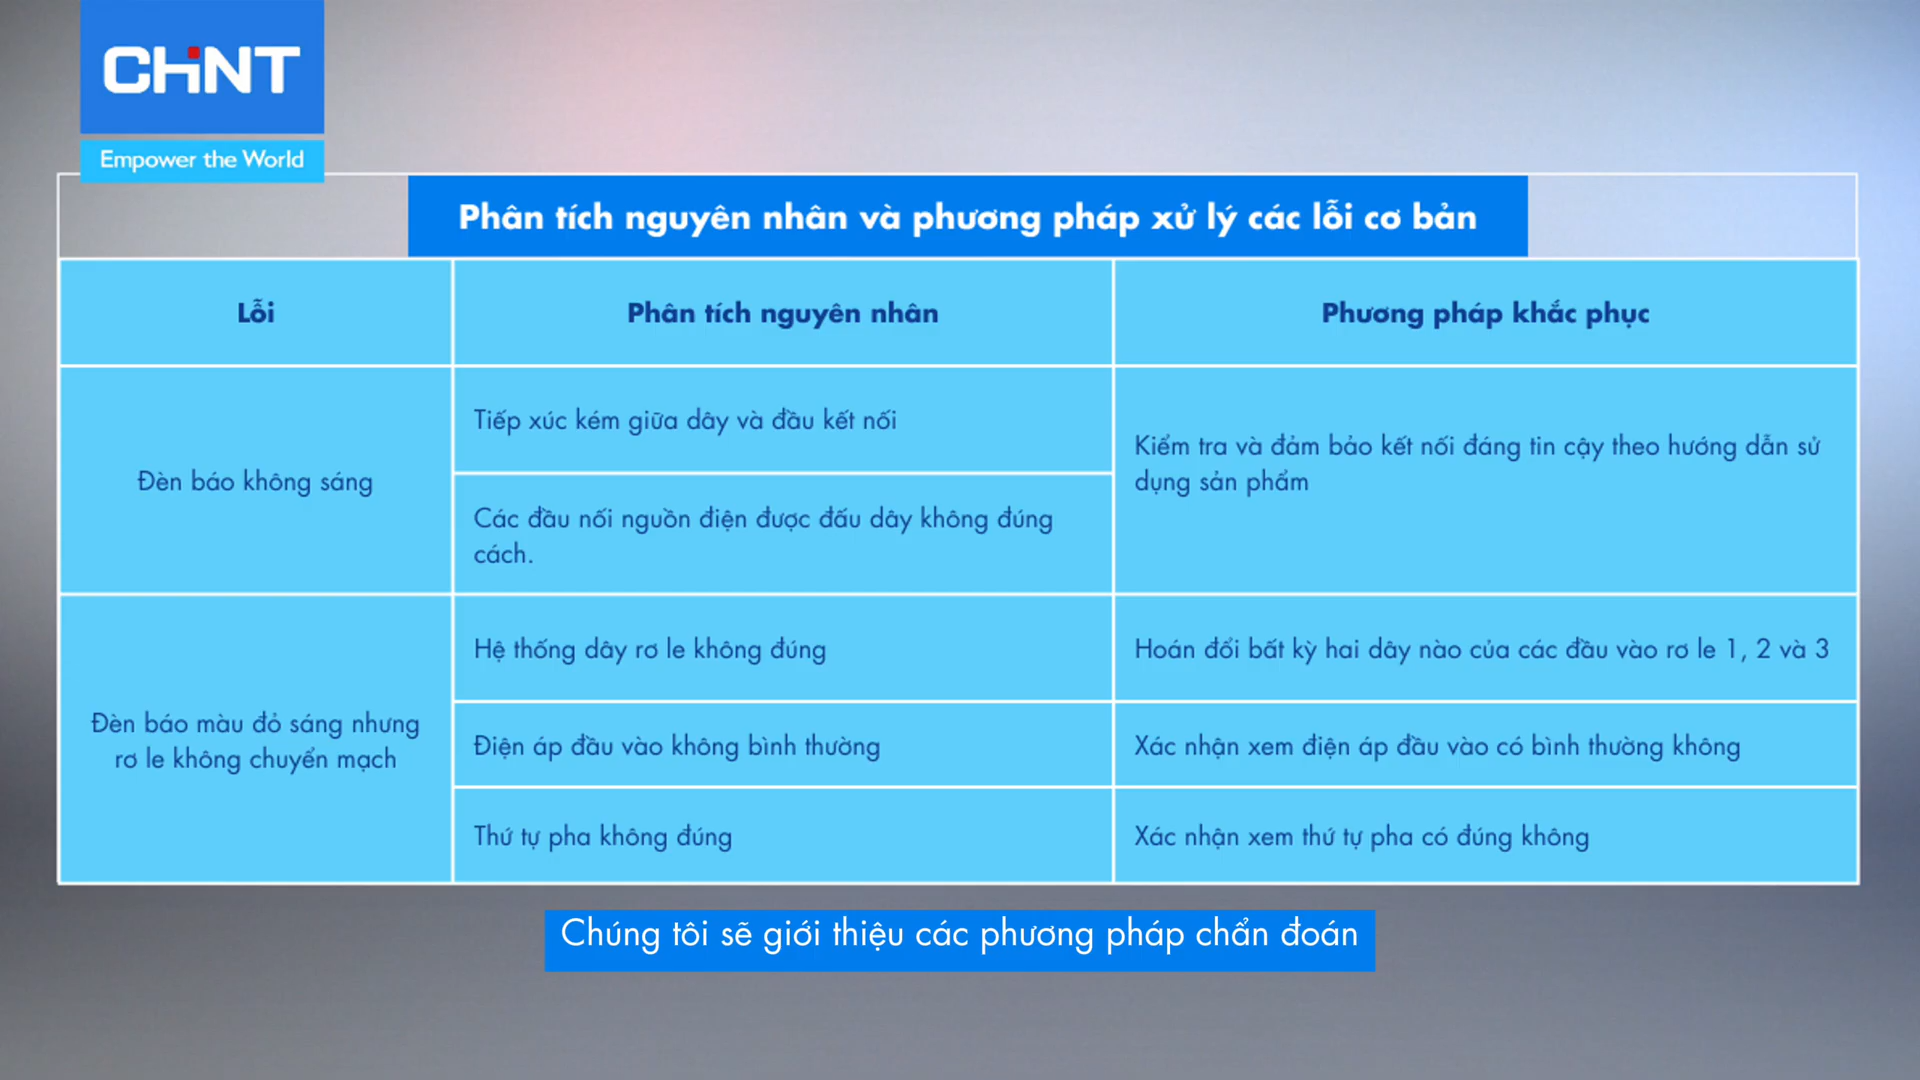 CHNT
Empower the World
Phân tích nguyên nhân và phương pháp xử lý các lỗi cơ bản
Lỗi
Phân tích nguyên nhân
Phương pháp khắc phục
Đèn báo không sáng
Tiếp xúc kém giữa dây và đầu kết nối
Các đầu nối nguồn điện được đấu dây không đúng
cách.
Kiểm tra và đảm bảo kết nối đáng tin cậy theo hướng dẫn sử
dụng sản phẩm
Đèn báo màu đỏ sáng nhưng
rơ le không chuyển mạch
Hệ thống dây rơ le không đúng
Hoán đổi bất kỳ hai dây nào của các đầu vào rơ le 1, 2 và 3
Điện áp đầu vào không bình thường
Xác nhận xem điện áp đầu vào có bình thường không
Thứ tự pha không đúng
Xác nhận xem thứ tự pha có đúng không
Chúng tôi sẽ giới thiệu các phương pháp chẩn đoán